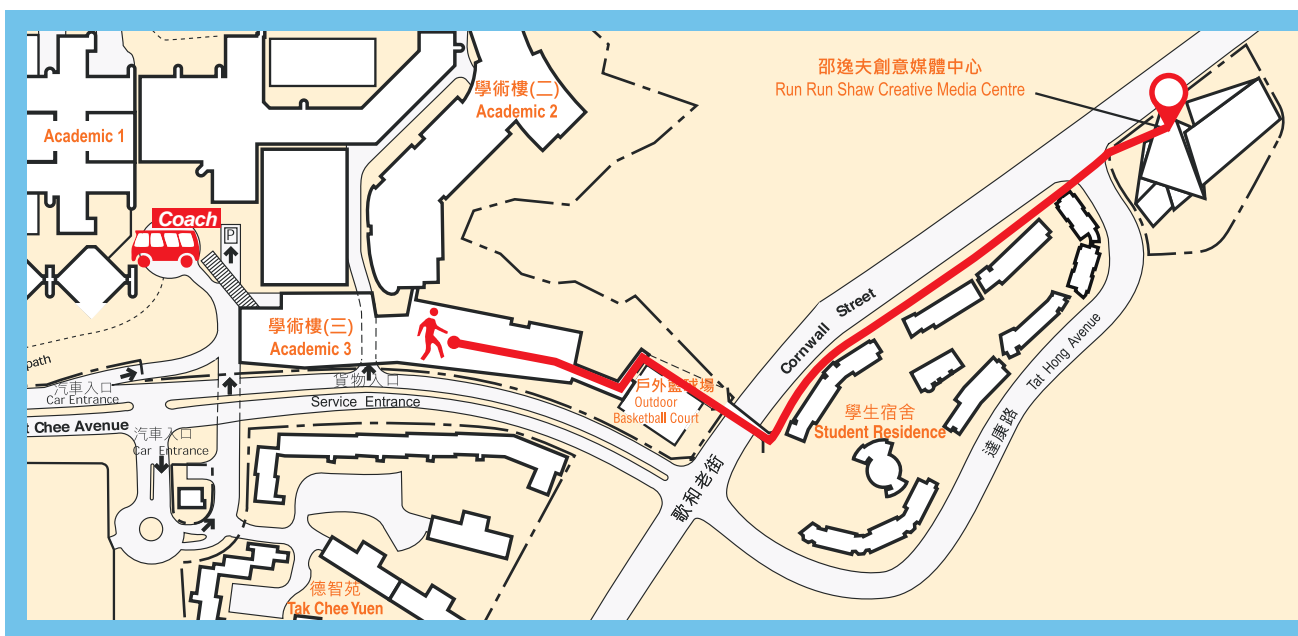 邵逸夫創意媒體中心
Run Run Shaw Creative Media Centre
學術樓(二)
Academic 2
Academic 1
Coach
P
學術樓(三)
Academic 3
Cornwall Street
path
汽車入口
Car Entrance
貨物入口
Service Entrance
戶外籃球場
Outdoor
Basketball Court
Tat Hong Avenue
達康路
學生宿舍
Student Residence
t Chee Avenue
汽車入口
Car Entrance
歌和老街
德智苑
Tak Chee Yuen